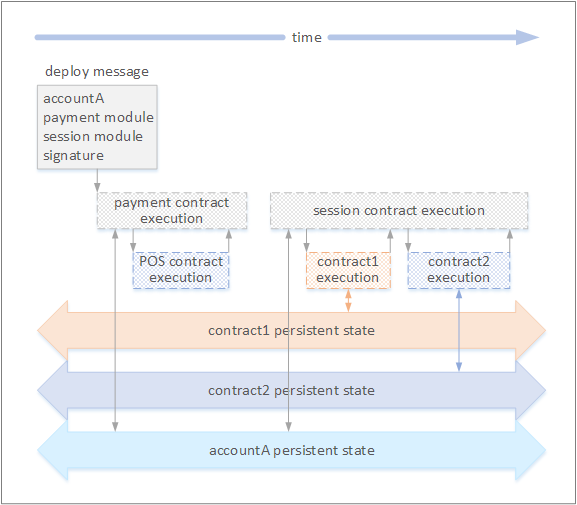 time
deploy message
accountA
payment module
session module
signature
payment contract
execution
session contract execution
POS contract
execution
contract1
execution
contract2
execution
contract1 persistent state
contract2 persistent state
accountA persistent state